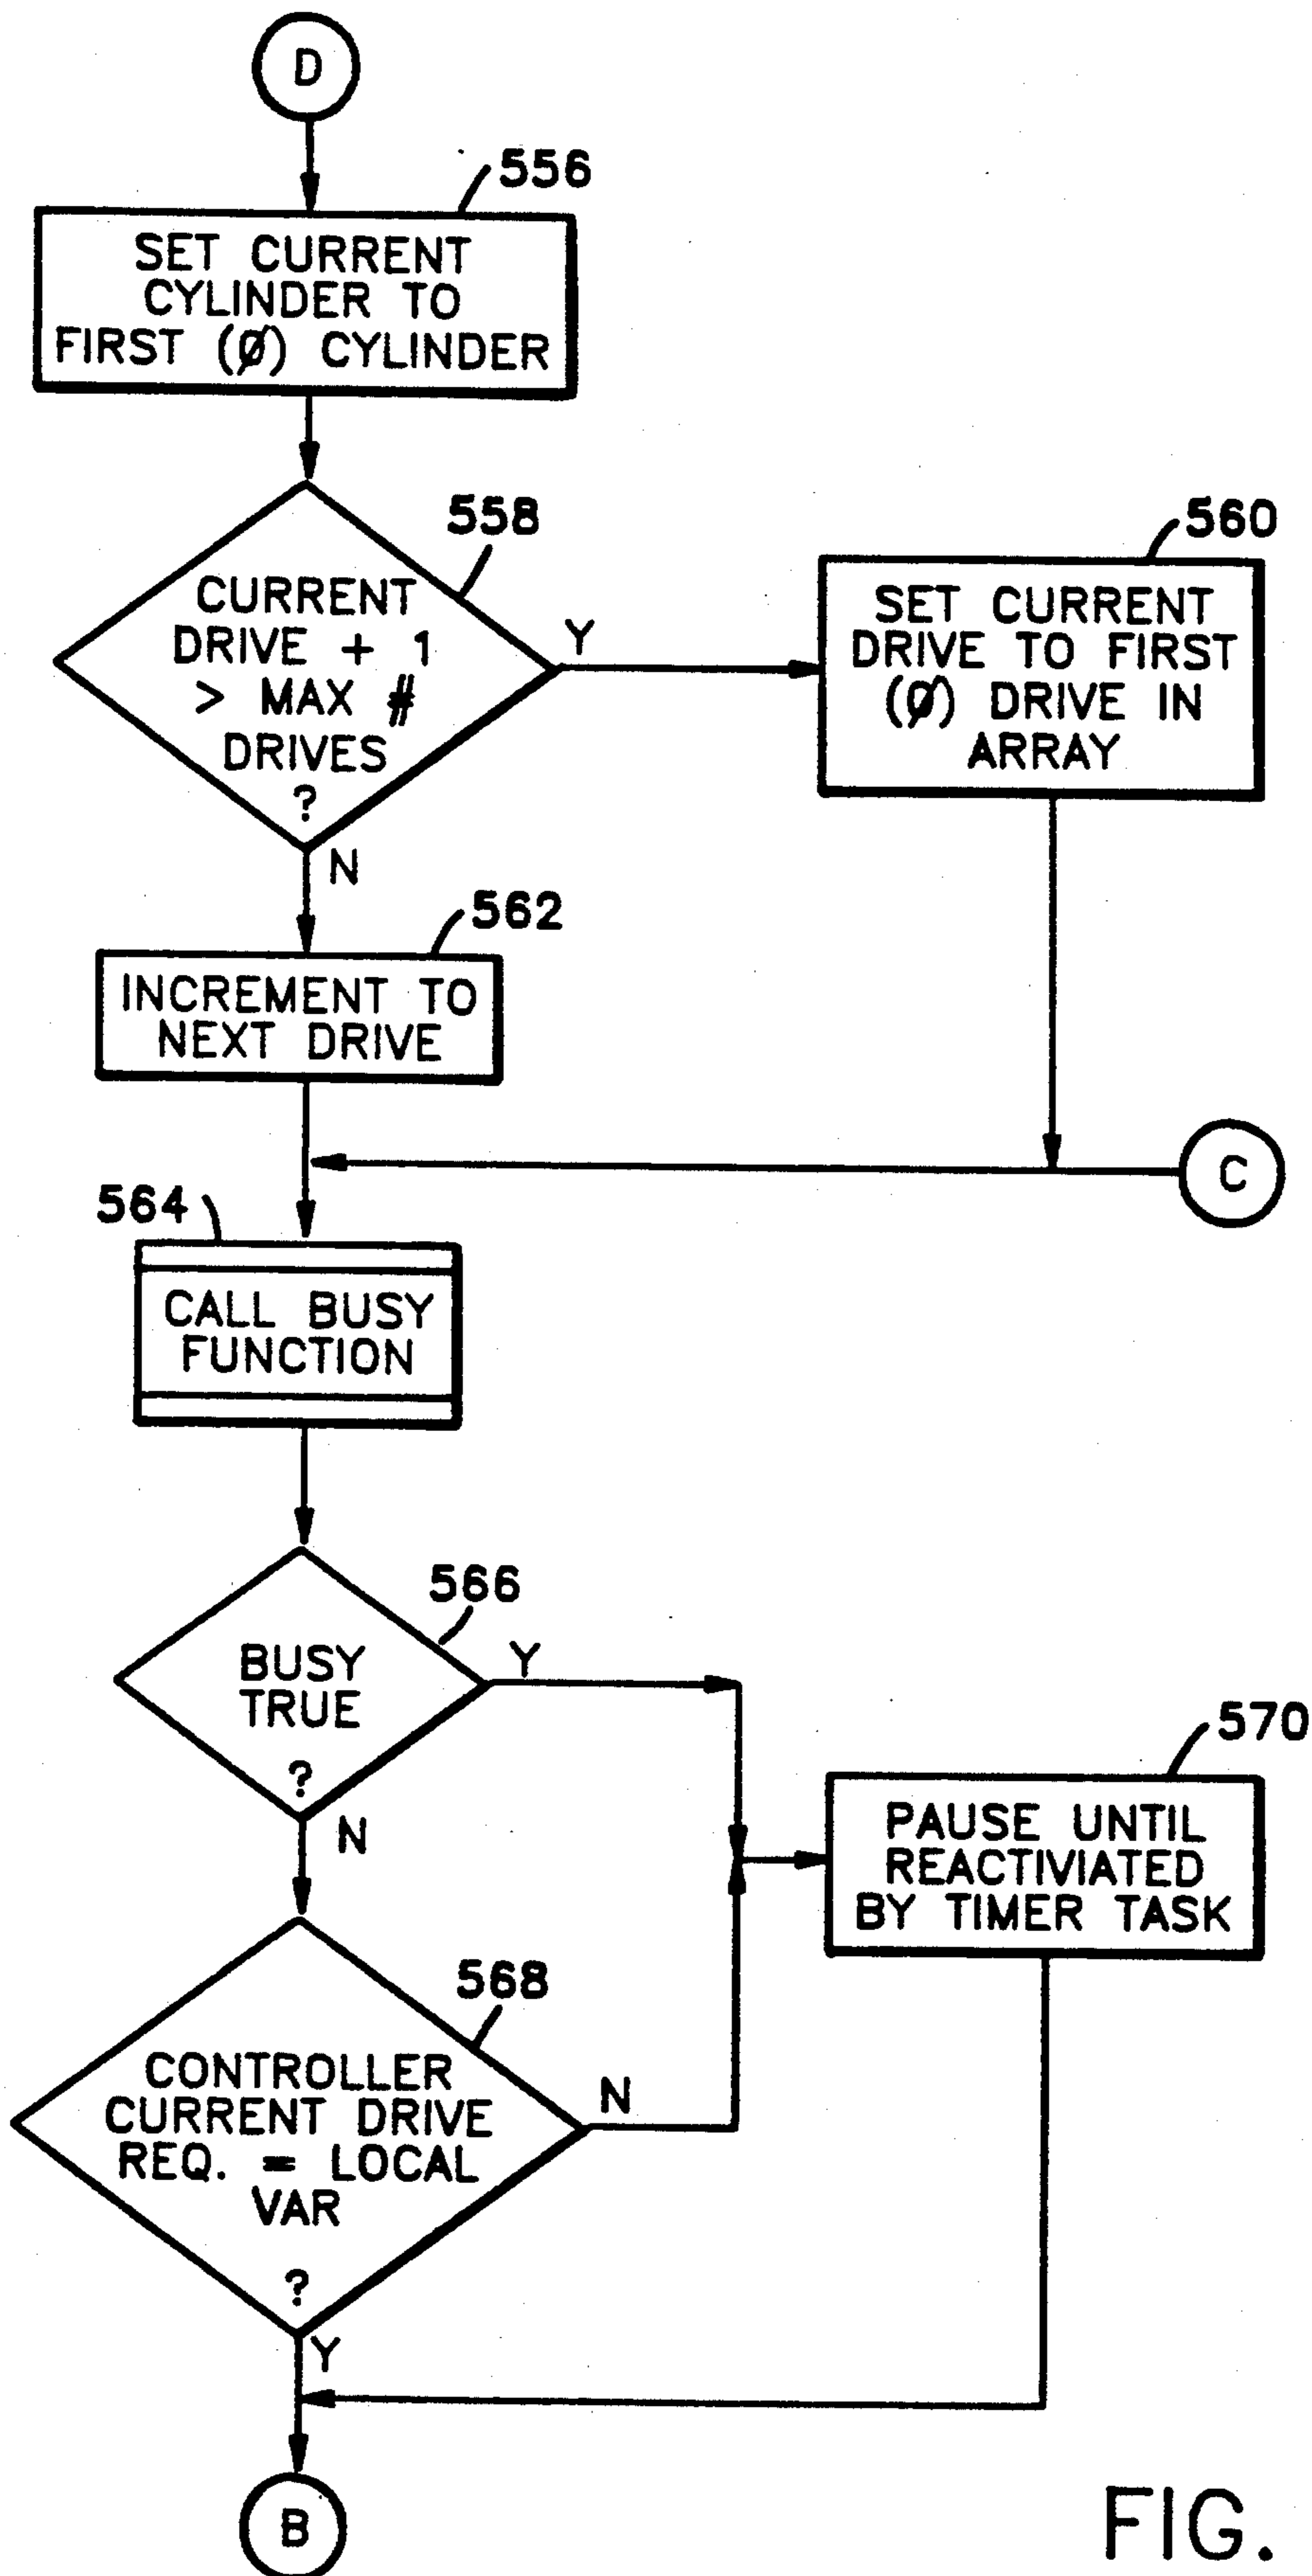 D
556
SET CURRENT
CYLINDER TO
FIRST (Ø) CYLINDER
558
CURRENT
DRIVE + 1
> MAX #
DRIVES
?
Y
N
560
SET CURRENT
DRIVE TO FIRST
(Ø) DRIVE IN
ARRAY
562
INCREMENT TO
NEXT DRIVE
C
564
CALL BUSY
FUNCTION
566
BUSY
TRUE
?
Y
N
570
PAUSE UNTIL
REACTIVIATED
BY TIMER TASK
568
CONTROLLER
CURRENT DRIVE
REQ. = LOCAL
VAR
?
N
Y
B
FIG.